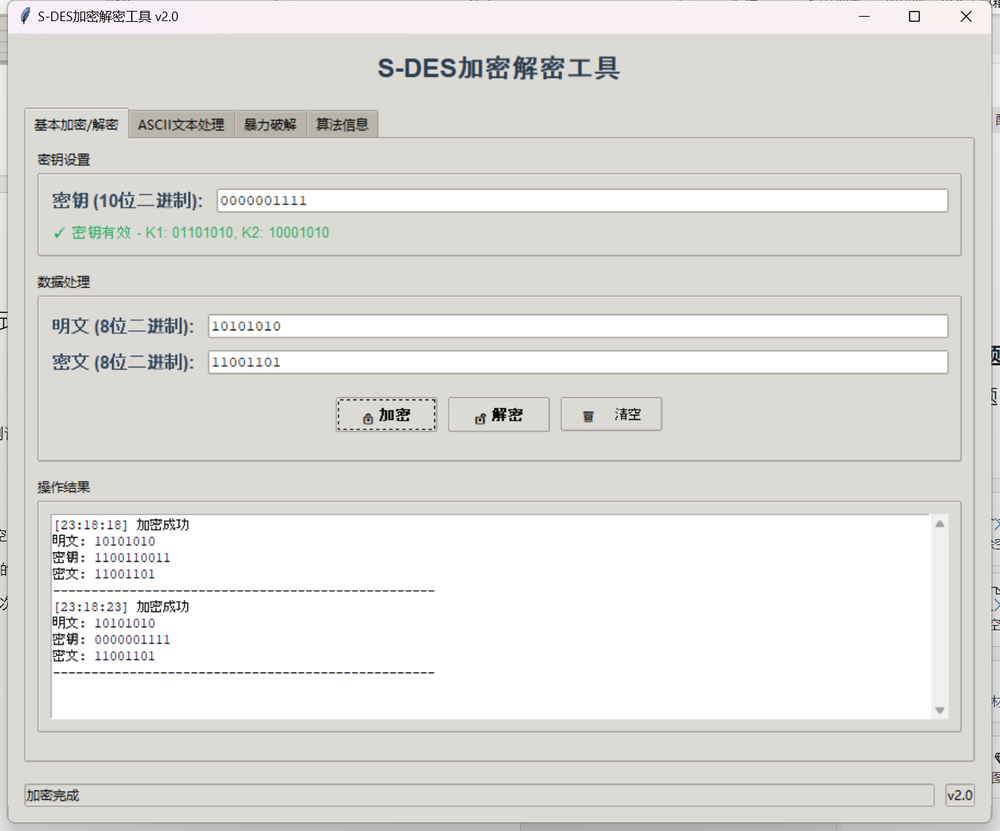 S-DES加密解密工具 v2.0
S-DES加密解密工具
基本加密/解密 ASCII文本处理 暴力破解 算法信息
密钥设置
密钥 (10位二进制): 0000001111
✓ 密钥有效 - K1: 01101010, K2: 10001010
数据处理
明文 (8位二进制): 10101010
密文 (8位二进制): 11001101
加密 解密 清空
操作结果
[23:18:18] 加密成功
明文: 10101010
密钥: 1100110011
密文: 11001101
--------------------------------------------------
[23:18:23] 加密成功
明文: 10101010
密钥: 0000001111
密文: 11001101
--------------------------------------------------
加密完成 v2.0